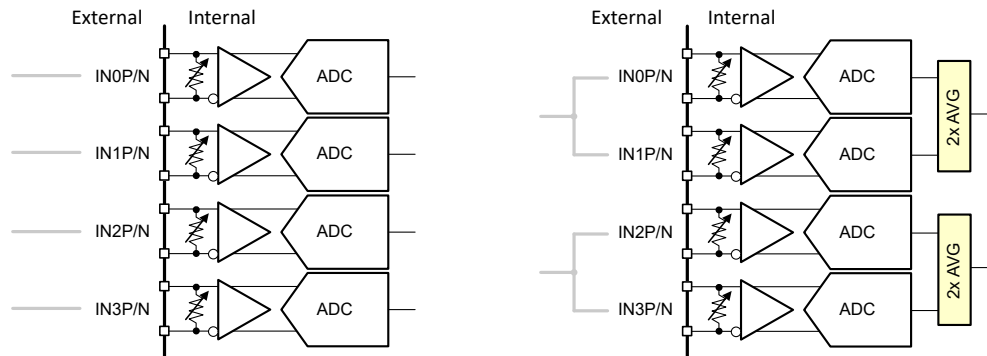 External Internal
IN0P/N ADC
IN1P/N ADC
IN2P/N ADC
IN3P/N ADC
External Internal
IN0P/N ADC
2x AVG
IN1P/N ADC
IN2P/N ADC
2x AVG
IN3P/N ADC